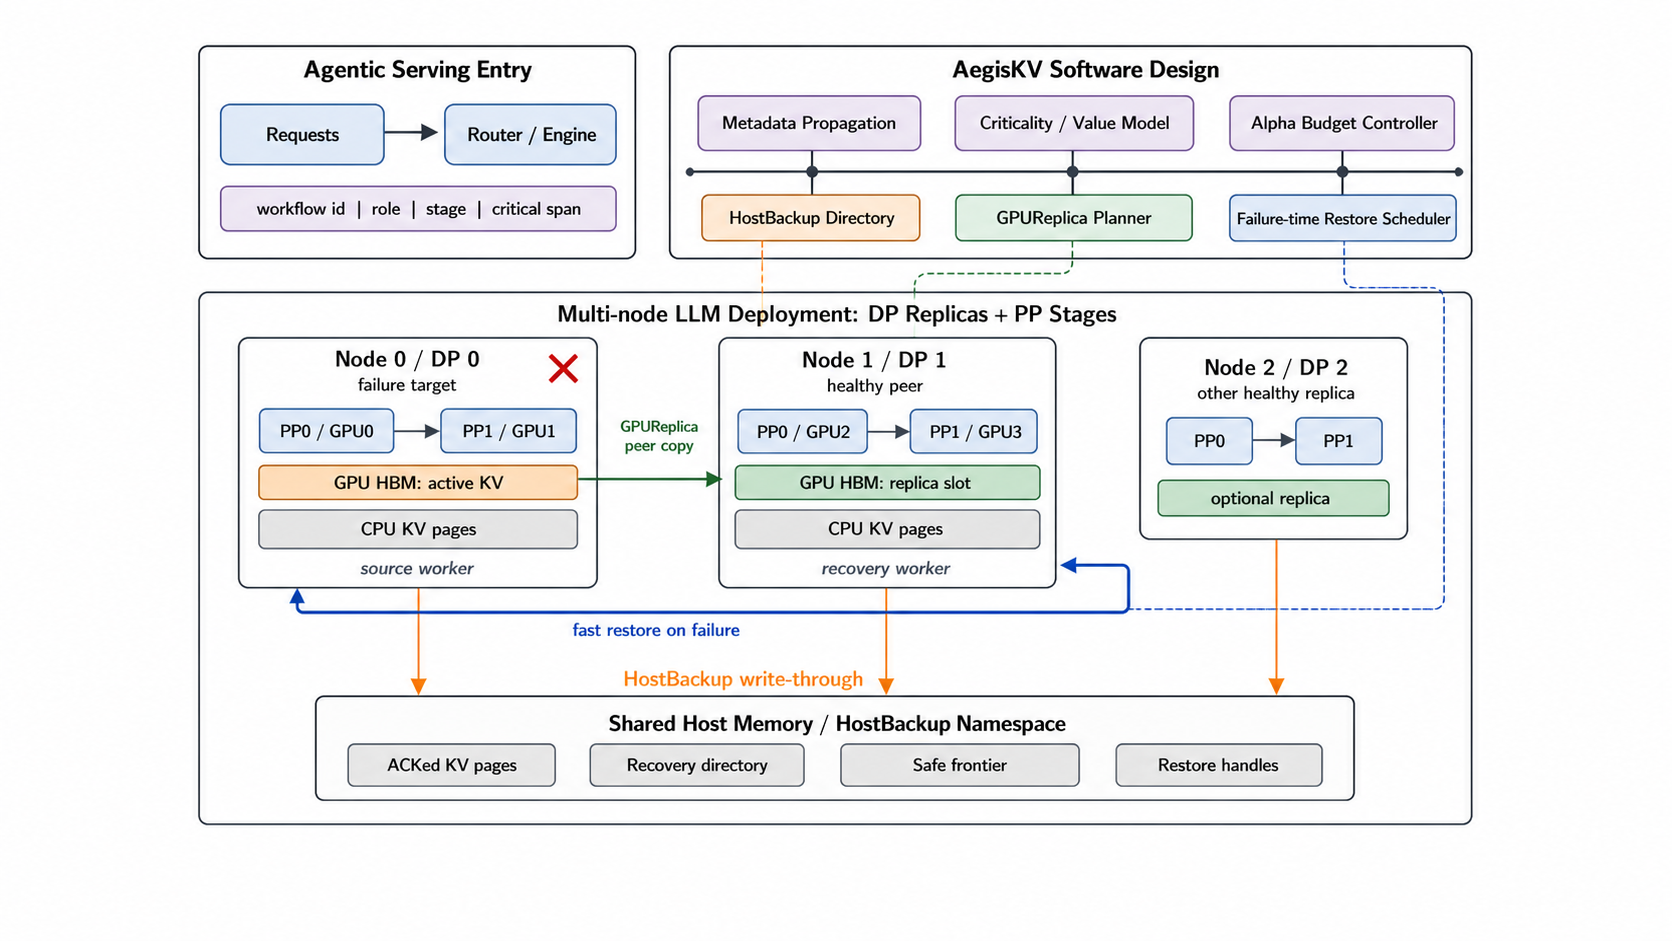 Agentic Serving Entry
Requests
Router / Engine
workflow id | role | stage | critical span
AegisKV Software Design
Metadata Propagation
Criticality / Value Model
Alpha Budget Controller
HostBackup Directory
GPUReplica Planner
Failure-time Restore Scheduler
Multi-node LLM Deployment: DP Replicas + PP Stages
Node 0 / DP 0
failure target
PP0 / GPU0
PP1 / GPU1
GPU HBM: active KV
CPU KV pages
source worker
GPUReplica
peer copy
Node 1 / DP 1
healthy peer
PP0 / GPU2
PP1 / GPU3
GPU HBM: replica slot
CPU KV pages
recovery worker
Node 2 / DP 2
other healthy replica
PP0
PP1
optional replica
fast restore on failure
HostBackup write-through
Shared Host Memory / HostBackup Namespace
ACKed KV pages
Recovery directory
Safe frontier
Restore handles